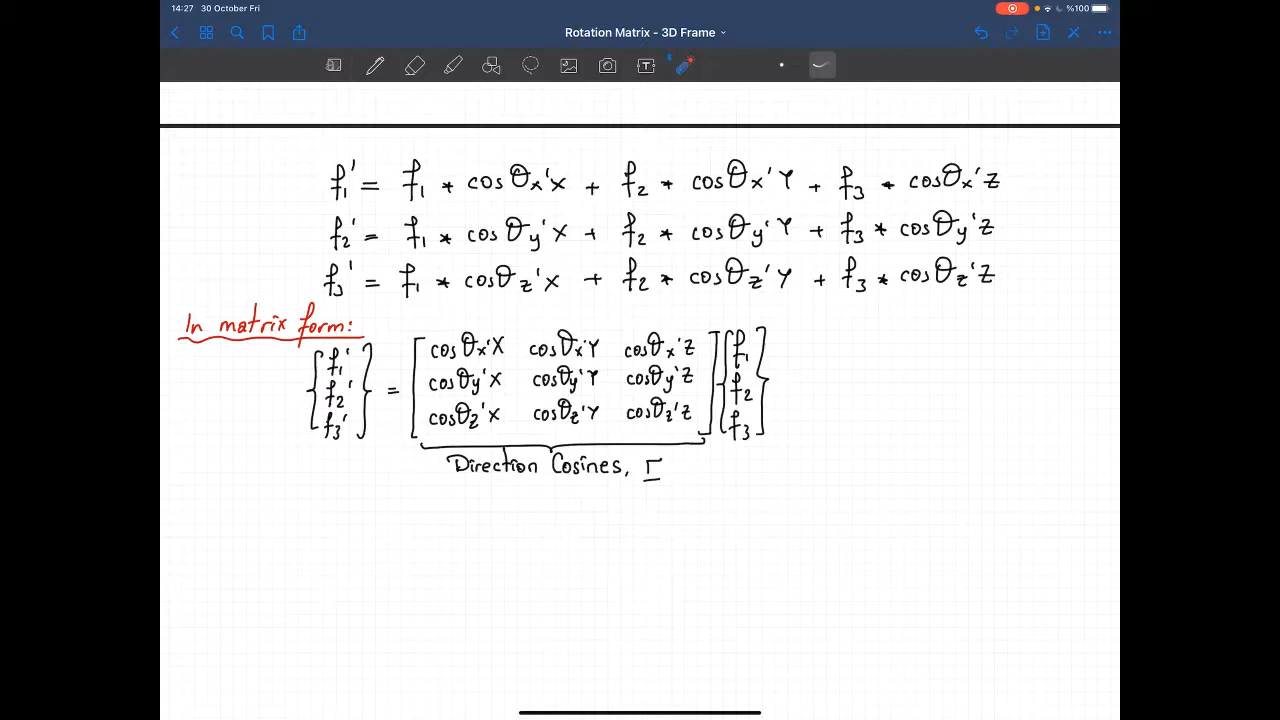 14:27 30 October Fri %100
Rotation Matrix - 3D Frame
T
f₁' = f₁ * cosθx'X + f₂ * cosθx'Y + f₃ * cosθx'Z
f₂' = f₁ * cosθy'X + f₂ * cosθy'Y + f₃ * cosθy'Z
f₃' = f₁ * cosθz'X + f₂ * cosθz'Y + f₃ * cosθz'Z
In matrix form:
{f₁' f₂' f₃'} = [cosθx'X cosθx'Y cosθx'Z
cosθy'X cosθy'Y cosθy'Z
cosθz'X cosθz'Y cosθz'Z] {f₁ f₂ f₃}
Direction Cosines, r